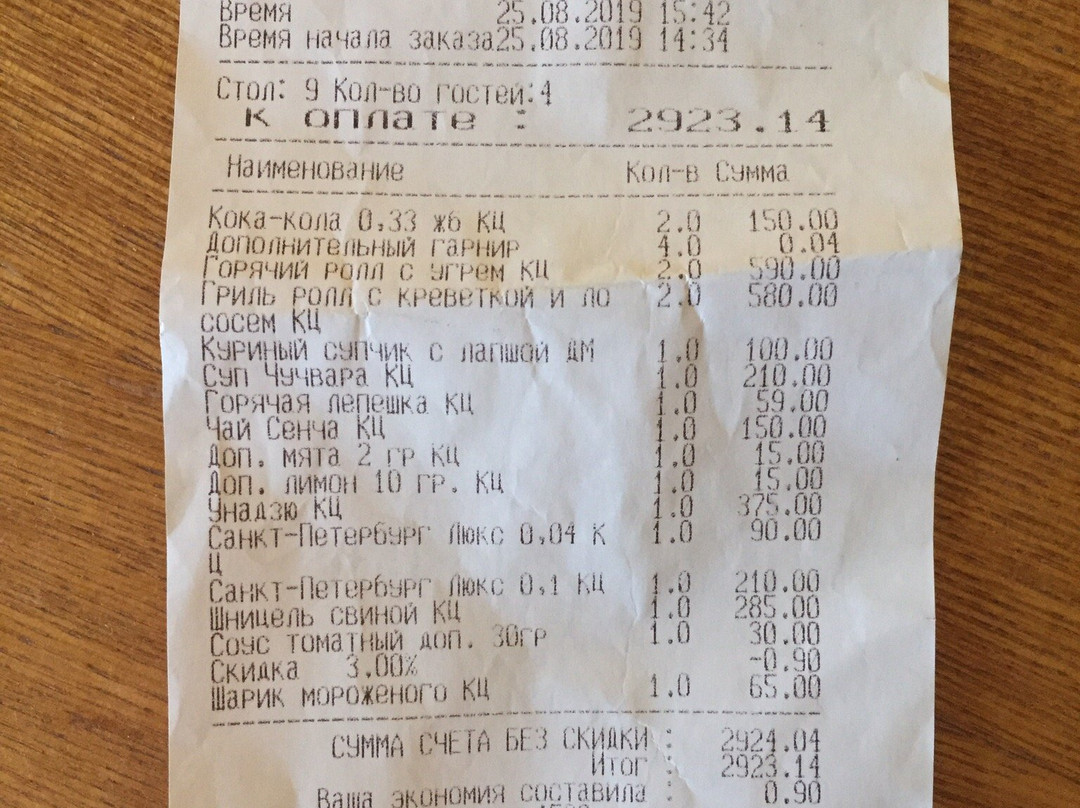 Время 25.08.2019 15:42
Время начала заказа25.08.2019 14:34
Стол: 9 Кол-во гостей:4
К оплате : 2923.14
Наименование Кол-в Сумма
Кока-кола 0,33 жб КЦ 2.0 150.00
Дополнительный гарнир 4.0 0.04
Горячий ролл с угрем КЦ 2.0 590.00
Гриль ролл с креветкой и ло 2.0 580.00
сосем КЦ
Куриный супчик с лапшой ДМ 1.0 100.00
Суп Чучвара КЦ 1.0 210.00
Горячая лепешка КЦ 1.0 59.00
Чай Сенча КЦ 1.0 150.00
Доп. мята 2 гр КЦ 1.0 15.00
Доп. лимон 10 гр. КЦ 1.0 15.00
Унадзю КЦ 1.0 375.00
Санкт-Петербург Люкс 0,04 К 1.0 90.00
Ц
Санкт-Петербург Люкс 0,1 КЦ 1.0 210.00
Шницель свиной КЦ 1.0 285.00
Соус томатный доп. 30гр 1.0 30.00
Скидка 3.00% -0.90
Шарик мороженого КЦ 1.0 65.00
СУММА СЧЕТА БЕЗ СКИДКИ : 2924.04
Итог : 2923.14
Ваша экономия составила : 0.90